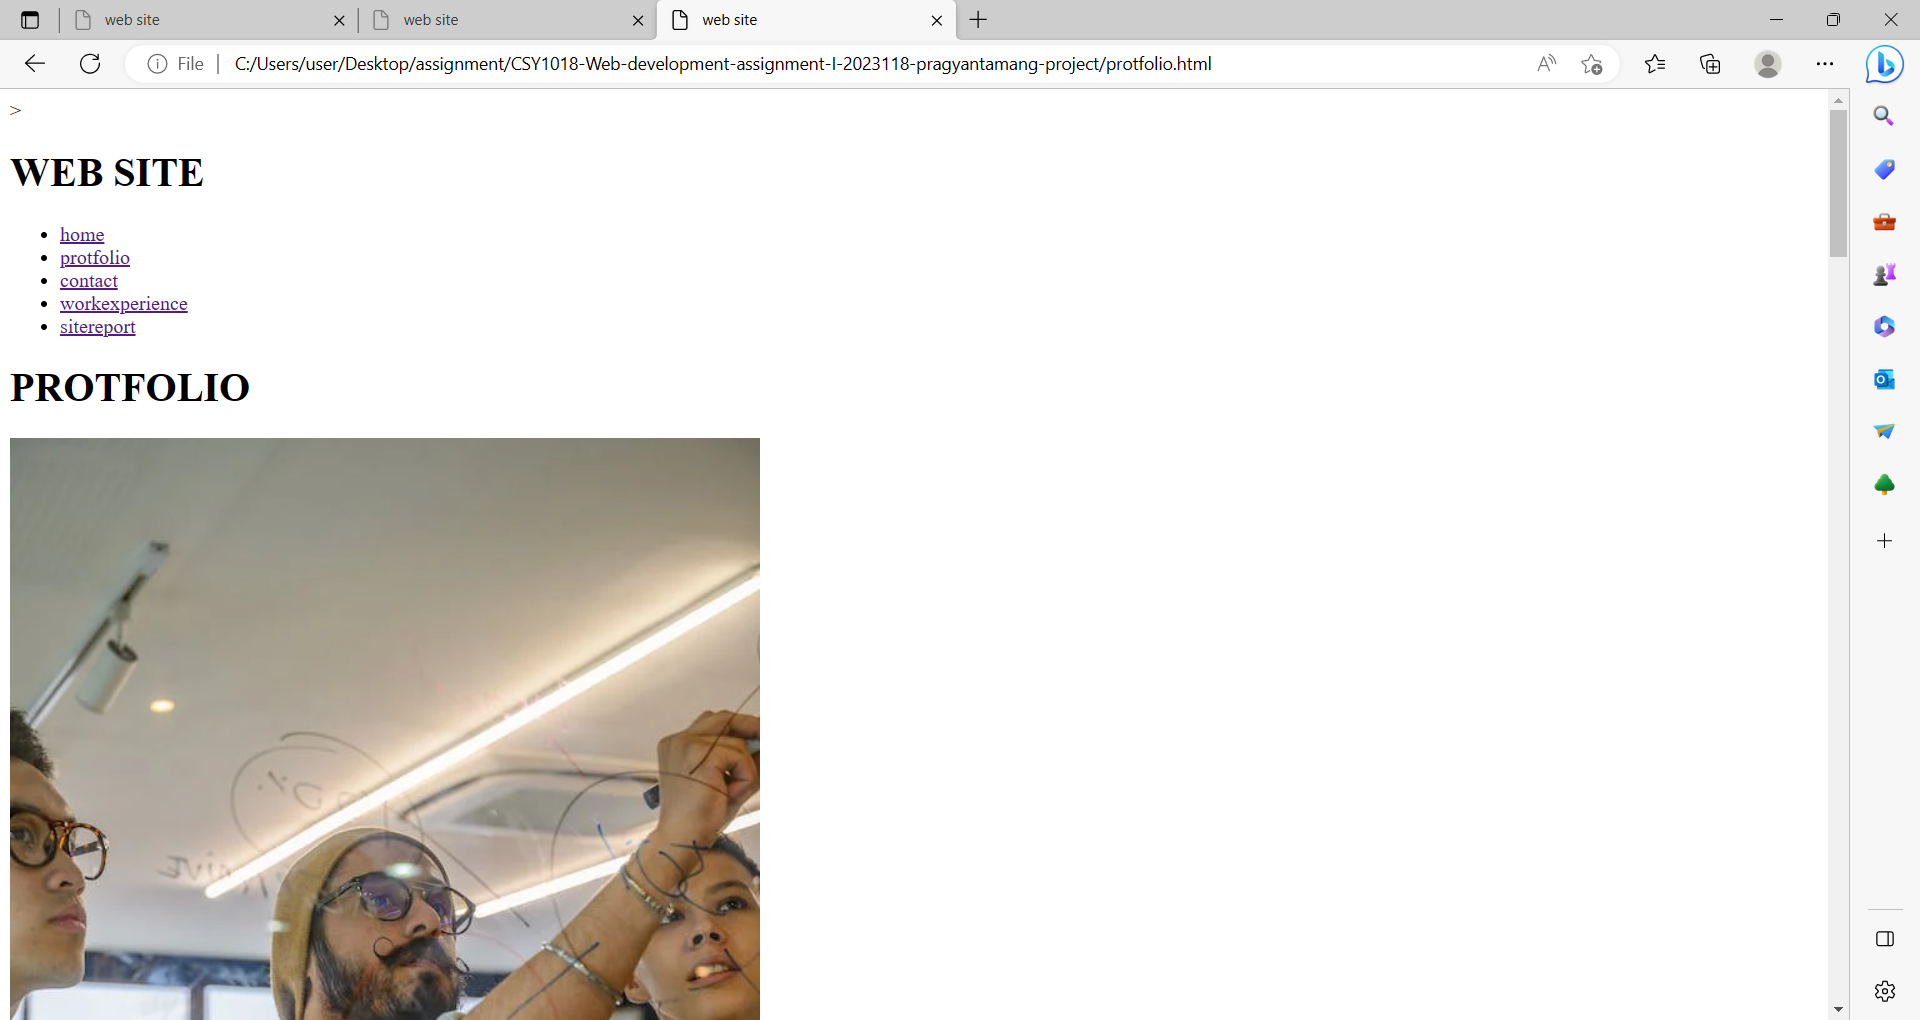 web site
web site
web site
File
C:/Users/user/Desktop/assignment/CSY1018-Web-development-assignment-I-2023118-pragyantamang-project/protfolio.html
>
WEB SITE
home
protfolio
contact
workexperience
sitereport
PROTFOLIO